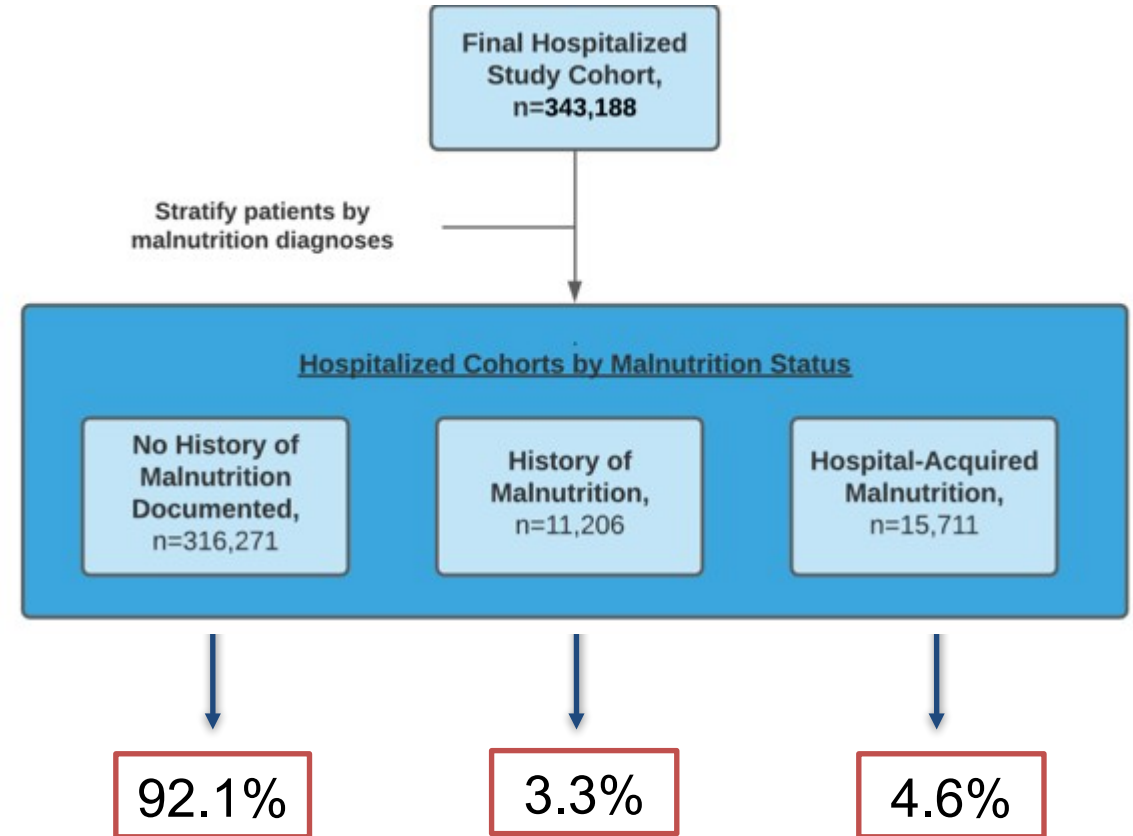 Final Hospitalized
Study Cohort,
n=343,188
Stratify patients by
malnutrition diagnoses
Hospitalized Cohorts by Malnutrition Status
No History of
Malnutrition
Documented,
n=316,271
History of
Malnutrition,
n=11,206
Hospital-Acquired
Malnutrition,
n=15,711
92.1%
3.3%
4.6%